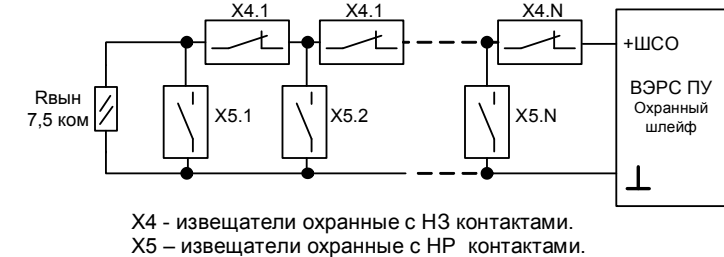 X4.1 X4.1 X4.N
+ШСО
Rвын
7,5 ком
X5.1 X5.2 X5.N
ВЭРС ПУ
Охранный
шлейф
X4 - извещатели охранные с НЗ контактами.
X5 – извещатели охранные с НР контактами.